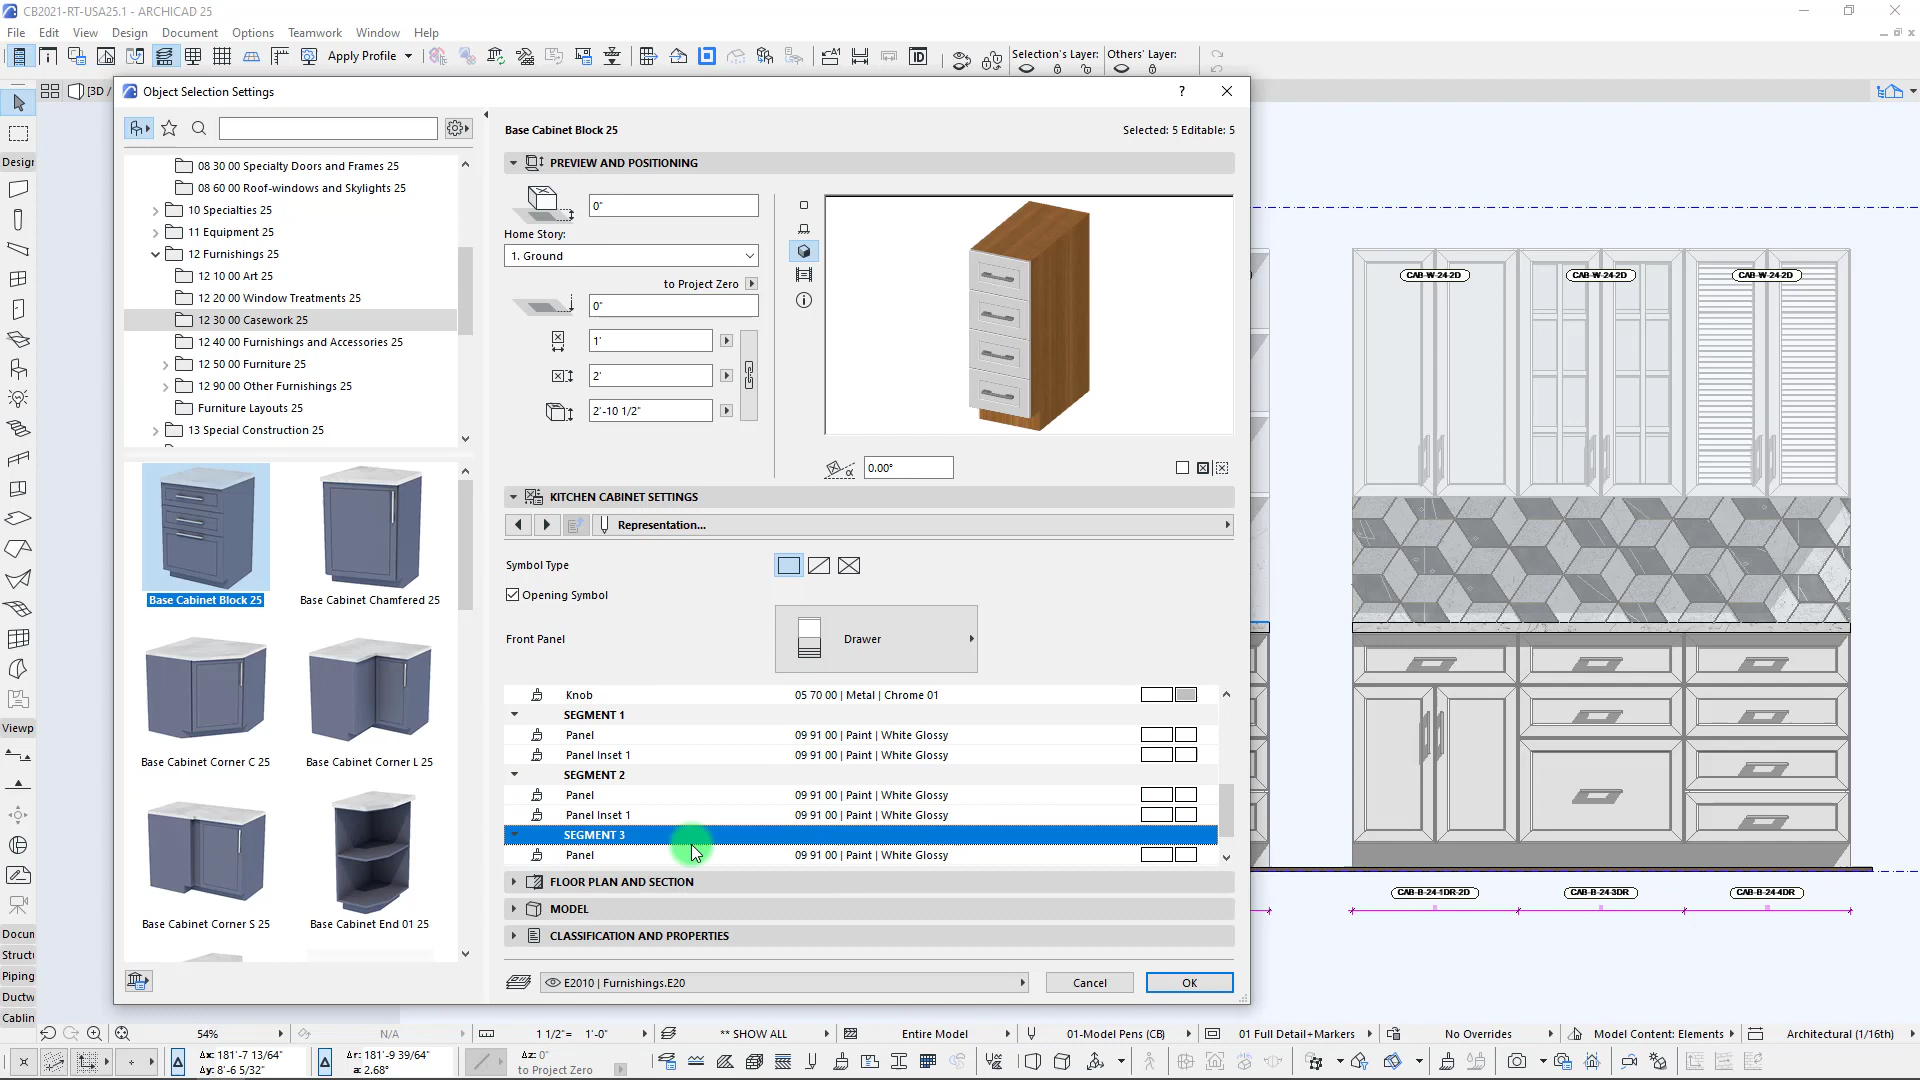 CB2021-RT-USA25.1 - ARCHICAD 25
File Edit View Design Document Options Teamwork Window Help
Apply Profile
Selection's Layer: Others' Layer:
[3D /
Object Selection Settings
?
08 30 00 Specialty Doors and Frames 25
08 60 00 Roof-windows and Skylights 25
10 Specialties 25
11 Equipment 25
12 Furnishings 25
12 10 00 Art 25
12 20 00 Window Treatments 25
12 30 00 Casework 25
12 40 00 Furnishings and Accessories 25
12 50 00 Furniture 25
12 90 00 Other Furnishings 25
Furniture Layouts 25
13 Special Construction 25
Base Cabinet Block 25
Base Cabinet Chamfered 25
Base Cabinet Corner C 25
Base Cabinet Corner L 25
Base Cabinet Corner S 25
Base Cabinet End 01 25
Base Cabinet Block 25
Selected: 5 Editable: 5
PREVIEW AND POSITIONING
0"
Home Story:
1. Ground
to Project Zero
0"
1'
2'
2'-10 1/2"
0.00°
KITCHEN CABINET SETTINGS
Representation...
Symbol Type
Opening Symbol
Front Panel
Drawer
Knob 05 70 00 | Metal | Chrome 01
SEGMENT 1
Panel 09 91 00 | Paint | White Glossy
Panel Inset 1 09 91 00 | Paint | White Glossy
SEGMENT 2
Panel 09 91 00 | Paint | White Glossy
Panel Inset 1 09 91 00 | Paint | White Glossy
SEGMENT 3
Panel 09 91 00 | Paint | White Glossy
FLOOR PLAN AND SECTION
MODEL
CLASSIFICATION AND PROPERTIES
E2010 | Furnishings.E20
Cancel
OK
CAB-W-24-2D CAB-W-24-2D CAB-W-24-2D
CAB-B-24-1DR-2D CAB-B-24-3DR CAB-B-24-4DR
Design
Viewp
Docum
Structu
Piping
Ductw
Cablin
54% N/A 1 1/2"= 1'-0" ** SHOW ALL Entire Model 01-Model Pens (CB) 01 Full Detail+Markers No Overrides Model Content: Elements Architectural (1/16th)
Δx: 181'-7 13/64" Δr: 181'-9 39/64" Δz: 0"
Δy: 8'-6 5/32" a: 2.68° to Project Zero